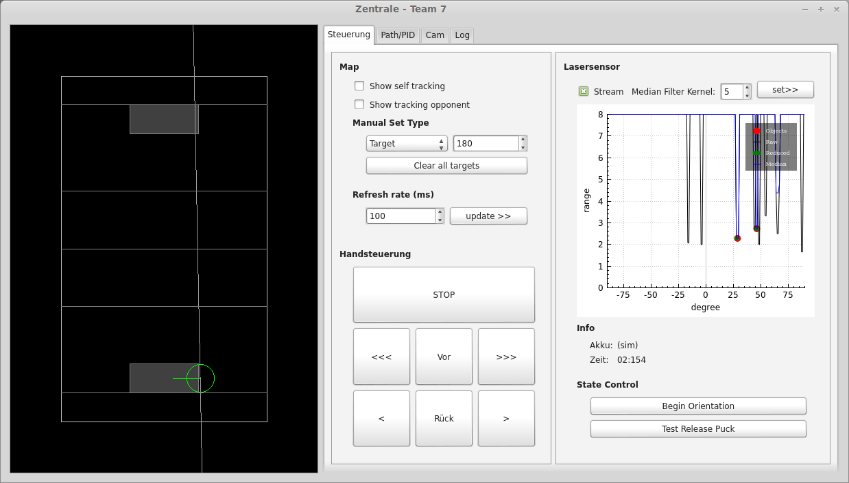 Zentrale - Team 7
Steuerung Path/PID Cam Log
Map
Show self tracking
Show tracking opponent
Manual Set Type
Target 180
Clear all targets
Refresh rate (ms)
100 update >>
Handsteuerung
STOP
<<< Vor >>>
< Rück >
Lasersensor
Stream Median Filter Kernel: 5 set>>
8
7
6
5
4
3
2
1
0
range
Objects
Raw
Reduced
Median
-75 -50 -25 0 25 50 75
degree
Info
Akku: (sim)
Zeit: 02:154
State Control
Begin Orientation
Test Release Puck